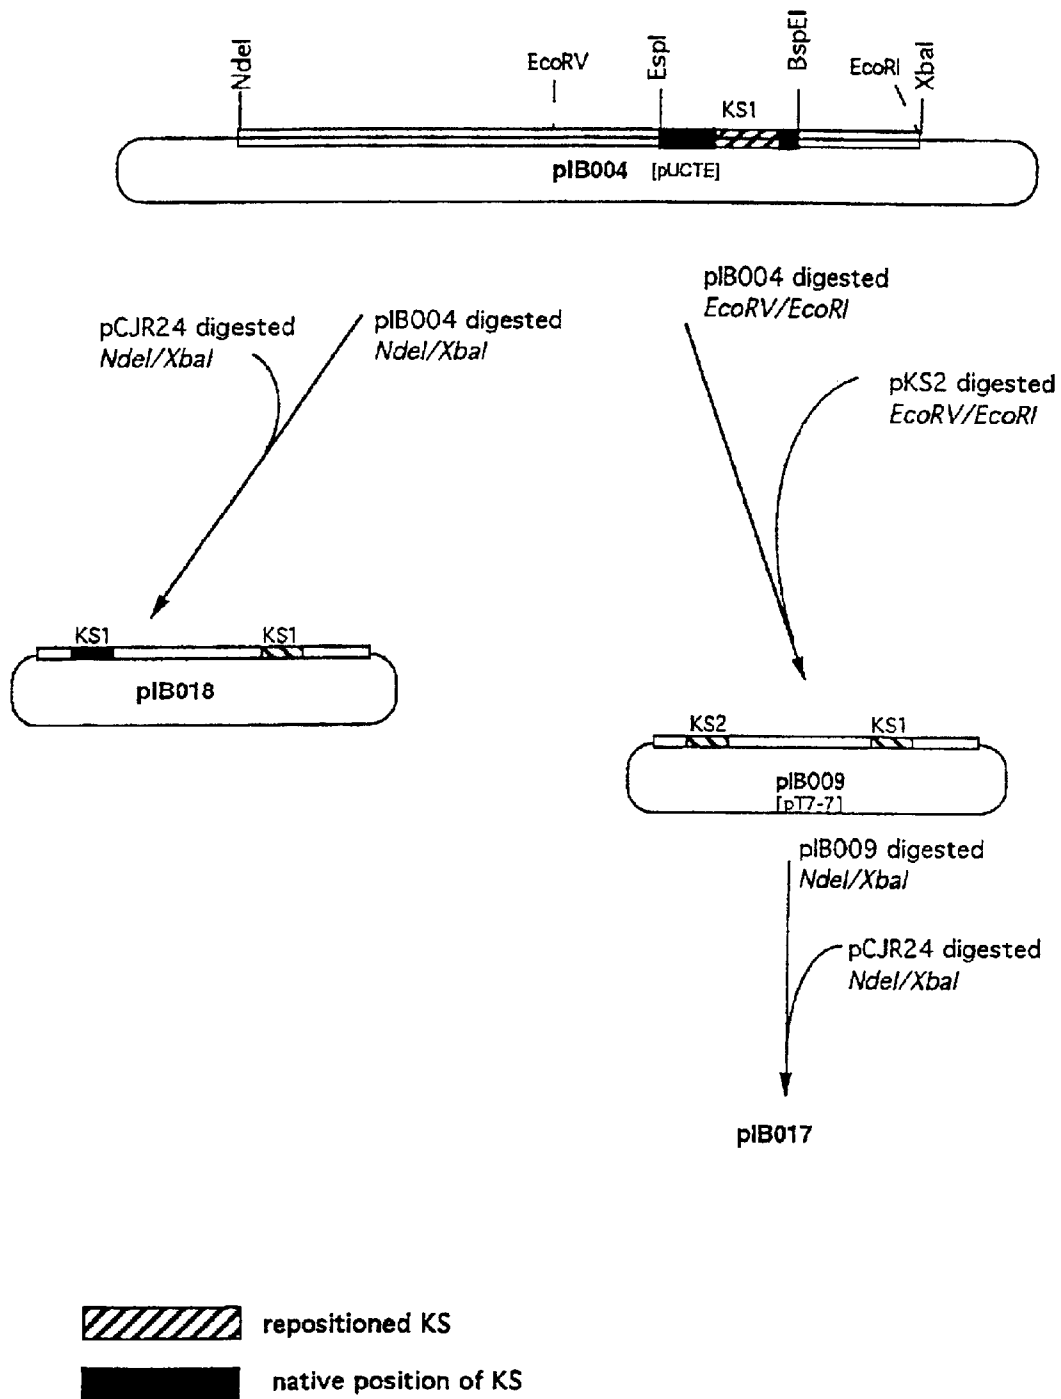 NdeI
EcoRV
EspI
BspEI
EcoRI
XbaI
KS1
pIB004 [pUCTE]
pCJR24 digested
NdeI/XbaI
pIB004 digested
NdeI/XbaI
pIB004 digested
EcoRV/EcoRI
pKS2 digested
EcoRV/EcoRI
KS1
KS1
pIB018
KS2
KS1
pIB009
[pT7-7]
pIB009 digested
NdeI/XbaI
pCJR24 digested
NdeI/XbaI
pIB017
repositioned KS
native position of KS